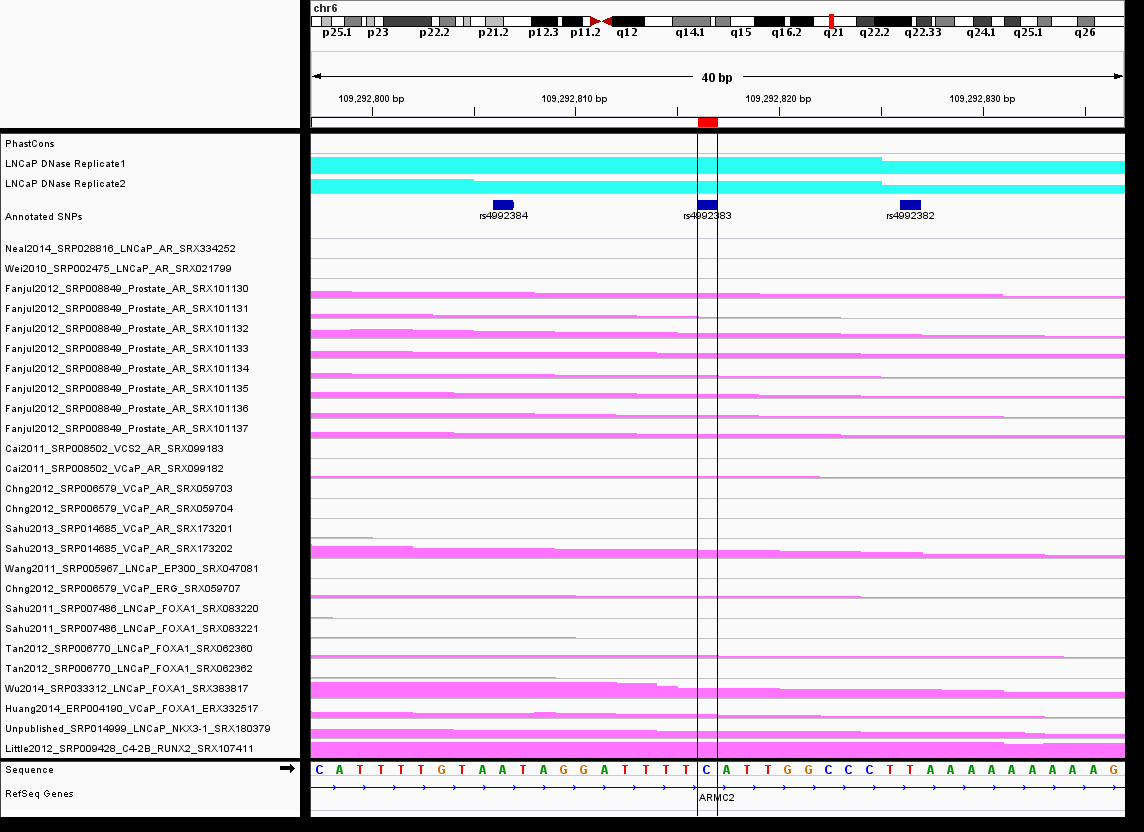 chr6
p25.1 p23 p22.2 p21.2 p12.3 p11.2 q12 q14.1 q15 q16.2 q21 q22.2 q22.33 q24.1 q25.1 q26
40 bp
109,292,800 bp 109,292,810 bp 109,292,820 bp 109,292,830 bp
PhastCons
LNCaP DNase Replicate1
LNCaP DNase Replicate2
Annotated SNPs
rs4992384 rs4992383 rs4992382
Neal2014_SRP028816_LNCaP_AR_SRX334252
Wei2010_SRP002475_LNCaP_AR_SRX021799
Fanjul2012_SRP008849_Prostate_AR_SRX101130
Fanjul2012_SRP008849_Prostate_AR_SRX101131
Fanjul2012_SRP008849_Prostate_AR_SRX101132
Fanjul2012_SRP008849_Prostate_AR_SRX101133
Fanjul2012_SRP008849_Prostate_AR_SRX101134
Fanjul2012_SRP008849_Prostate_AR_SRX101135
Fanjul2012_SRP008849_Prostate_AR_SRX101136
Fanjul2012_SRP008849_Prostate_AR_SRX101137
Cai2011_SRP008502_VCS2_AR_SRX099183
Cai2011_SRP008502_VCaP_AR_SRX099182
Chng2012_SRP006579_VCaP_AR_SRX059703
Chng2012_SRP006579_VCaP_AR_SRX059704
Sahu2013_SRP014685_VCaP_AR_SRX173201
Sahu2013_SRP014685_VCaP_AR_SRX173202
Wang2011_SRP005967_LNCaP_EP300_SRX047081
Chng2012_SRP006579_VCaP_ERG_SRX059707
Sahu2011_SRP007486_LNCaP_FOXA1_SRX083220
Sahu2011_SRP007486_LNCaP_FOXA1_SRX083221
Tan2012_SRP006770_LNCaP_FOXA1_SRX062360
Tan2012_SRP006770_LNCaP_FOXA1_SRX062362
Wu2014_SRP033312_LNCaP_FOXA1_SRX383817
Huang2014_ERP004190_VCaP_FOXA1_ERX332517
Unpublished_SRP014999_LNCaP_NKX3-1_SRX180379
Little2012_SRP009428_C4-2B_RUNX2_SRX107411
Sequence C A T T T T G T A A T A G G A T T T T C A T T G G C C C T T A A A A A A A A A G
RefSeq Genes
ARMC2